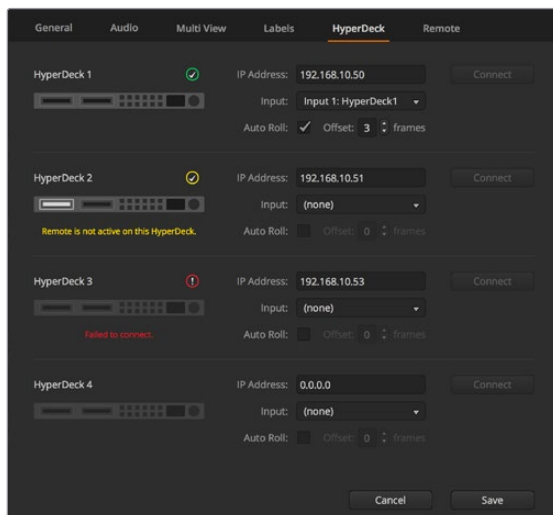 General Audio Multi View Labels HyperDeck Remote
HyperDeck 1 IP Address: 192.168.10.50 Connect
Input: Input 1: HyperDeck1
Auto Roll: Offset: 3 frames
HyperDeck 2 IP Address: 192.168.10.51 Connect
Input: (none)
Remote is not active on this HyperDeck. Auto Roll: Offset: 0 frames
HyperDeck 3 IP Address: 192.168.10.53 Connect
Input: (none)
Failed to connect. Auto Roll: Offset: 0 frames
HyperDeck 4 IP Address: 0.0.0.0 Connect
Input: (none)
Auto Roll: Offset: 0 frames
Cancel Save